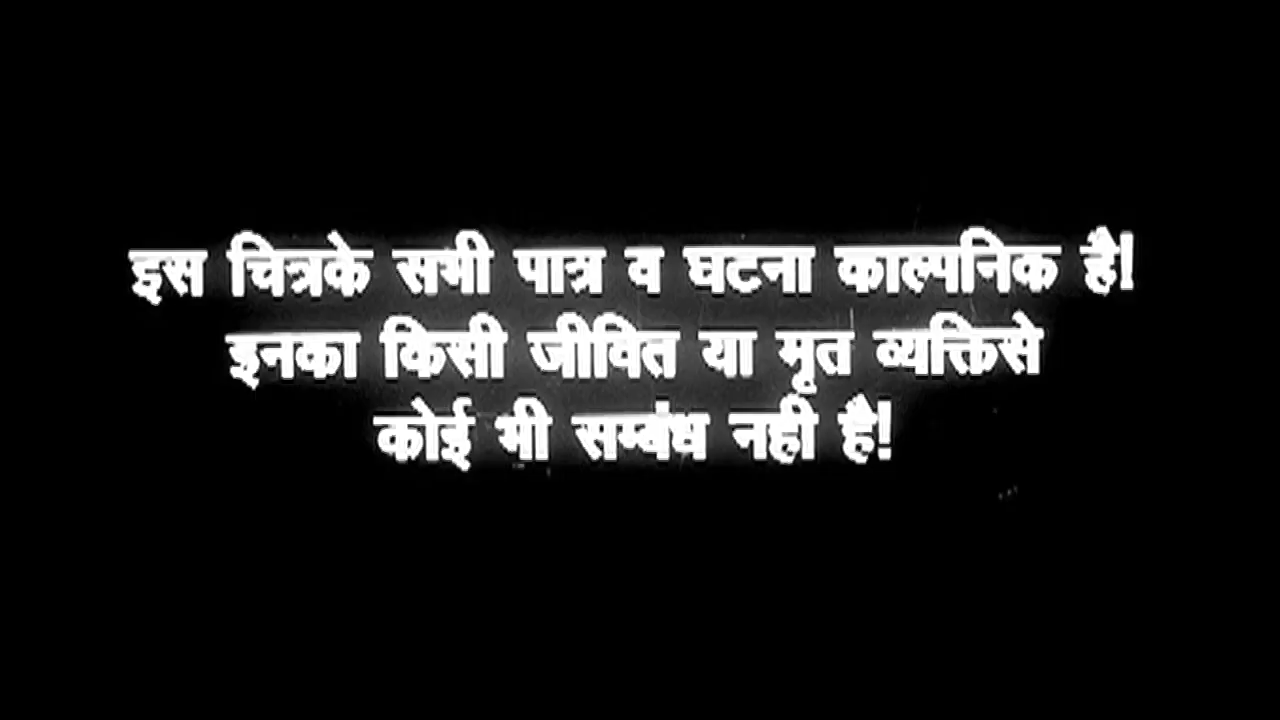 इस चित्रके सभी पात्र व घटना काल्पनिक है!
इनका किसी जीवित या मृत व्यक्तिसे
कोई भी सम्बंध नही है!